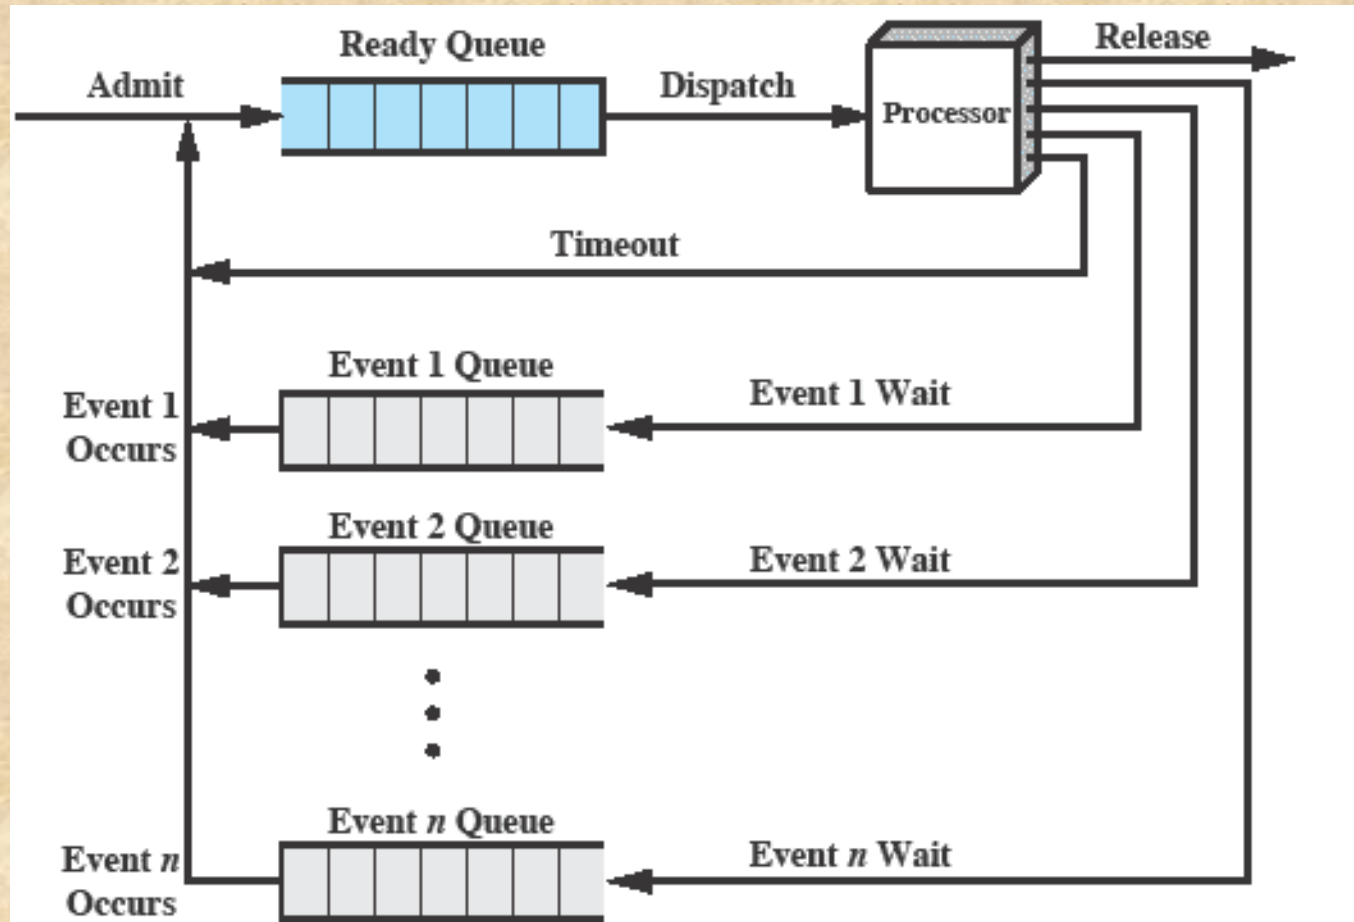 Ready Queue
Release
Admit
Dispatch
Processor
Timeout
Event 1 Queue
Event 1 Wait
Event 1
Occurs
Event 2 Queue
Event 2 Wait
Event 2
Occurs
Event n Queue
Event n Wait
Event n
Occurs